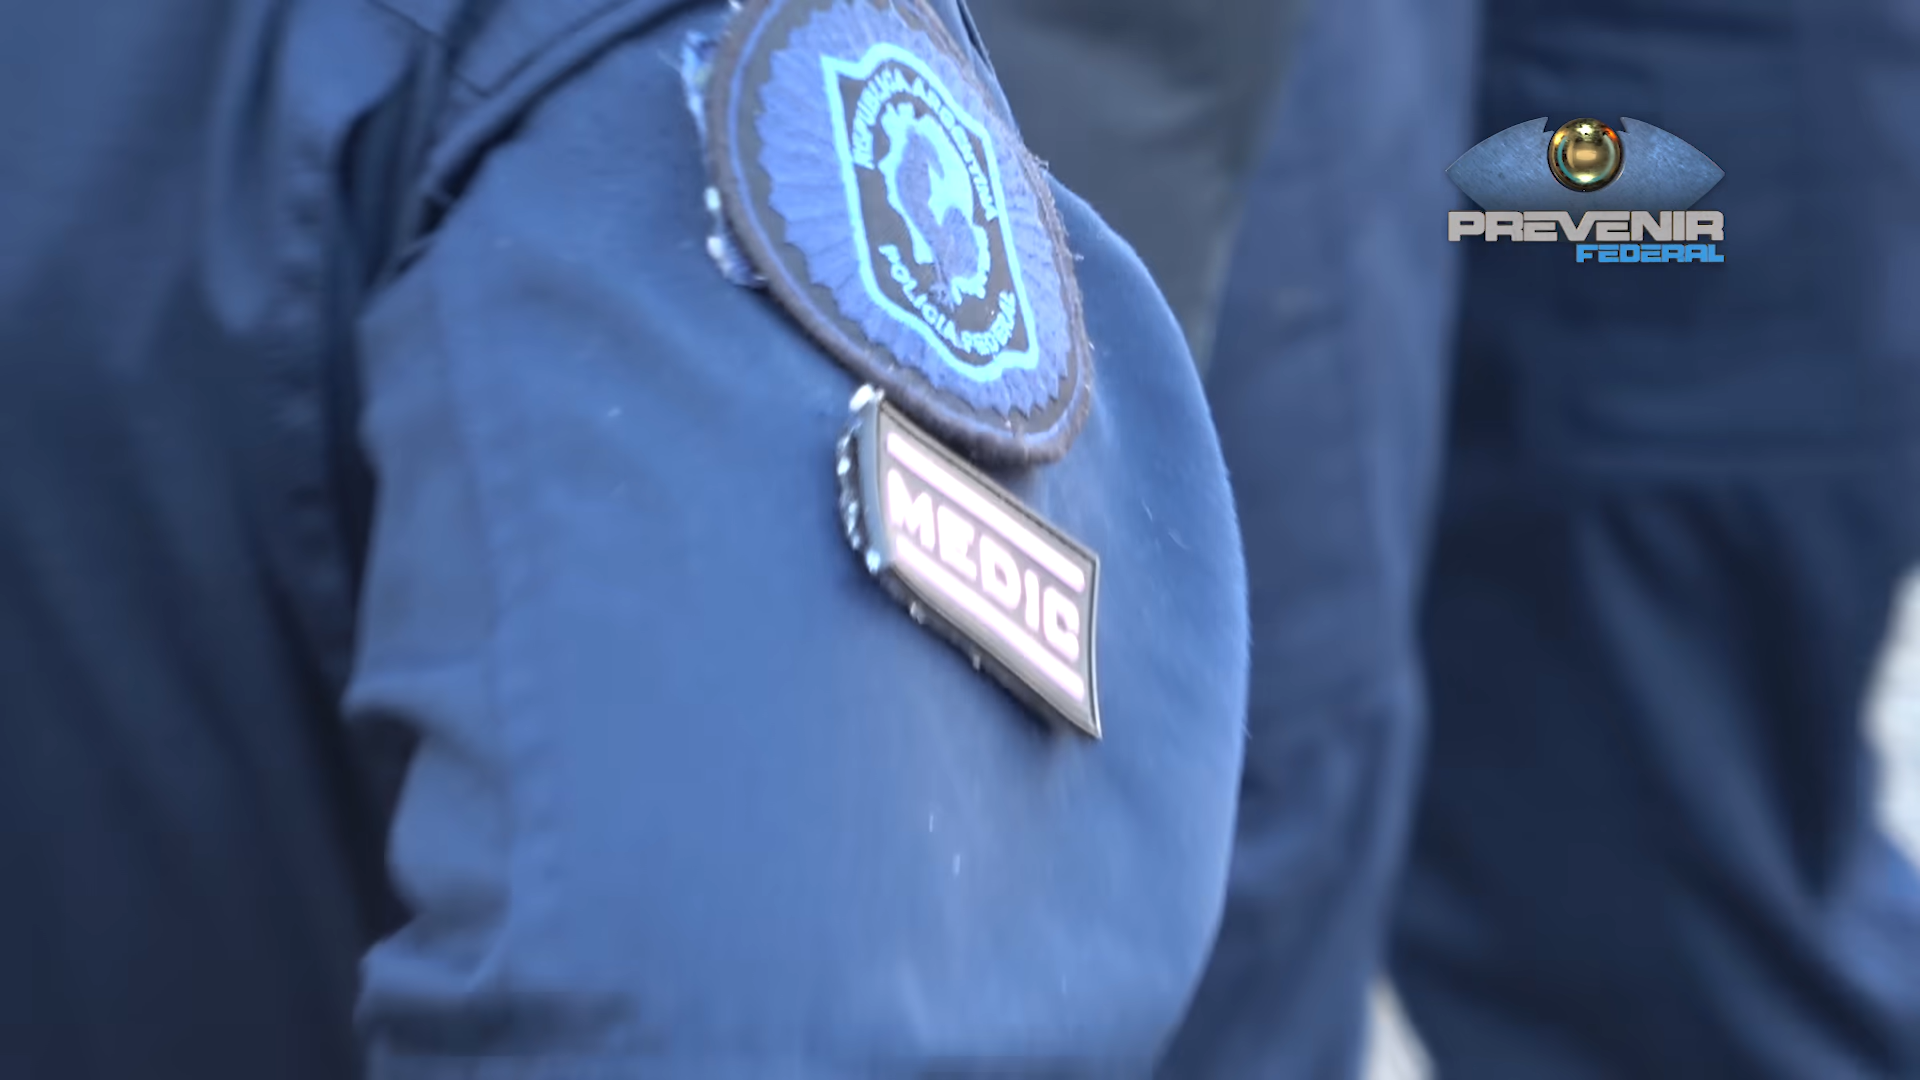 REPUBLICA ARGENTINA
POLICIA FEDERAL
MEDIC
PREVENIR
FEDERAL